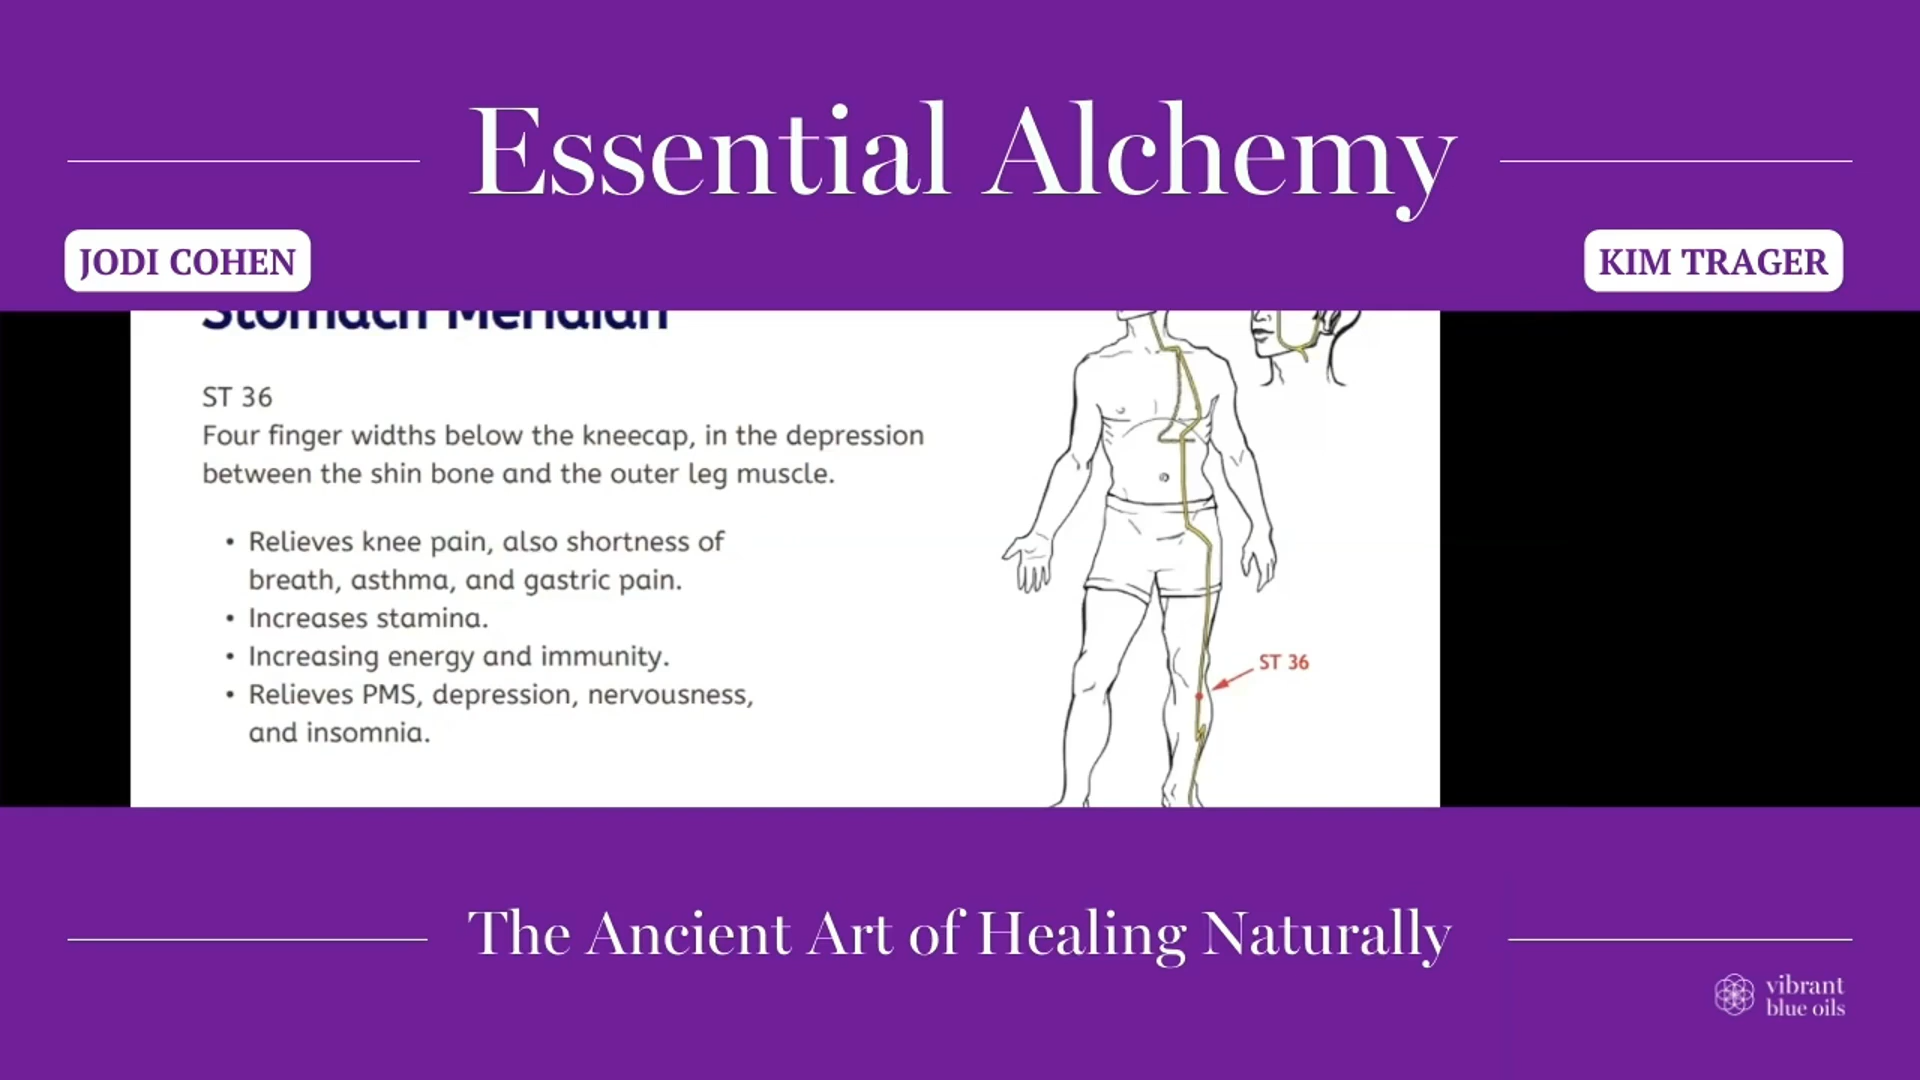 Essential Alchemy
JODI COHEN
KIM TRAGER
Stomach Meridian
ST 36
Four finger widths below the kneecap, in the depression
between the shin bone and the outer leg muscle.
• Relieves knee pain, also shortness of
breath, asthma, and gastric pain.
• Increases stamina.
• Increasing energy and immunity.
• Relieves PMS, depression, nervousness,
and insomnia.
ST 36
The Ancient Art of Healing Naturally
vibrant
blue oils